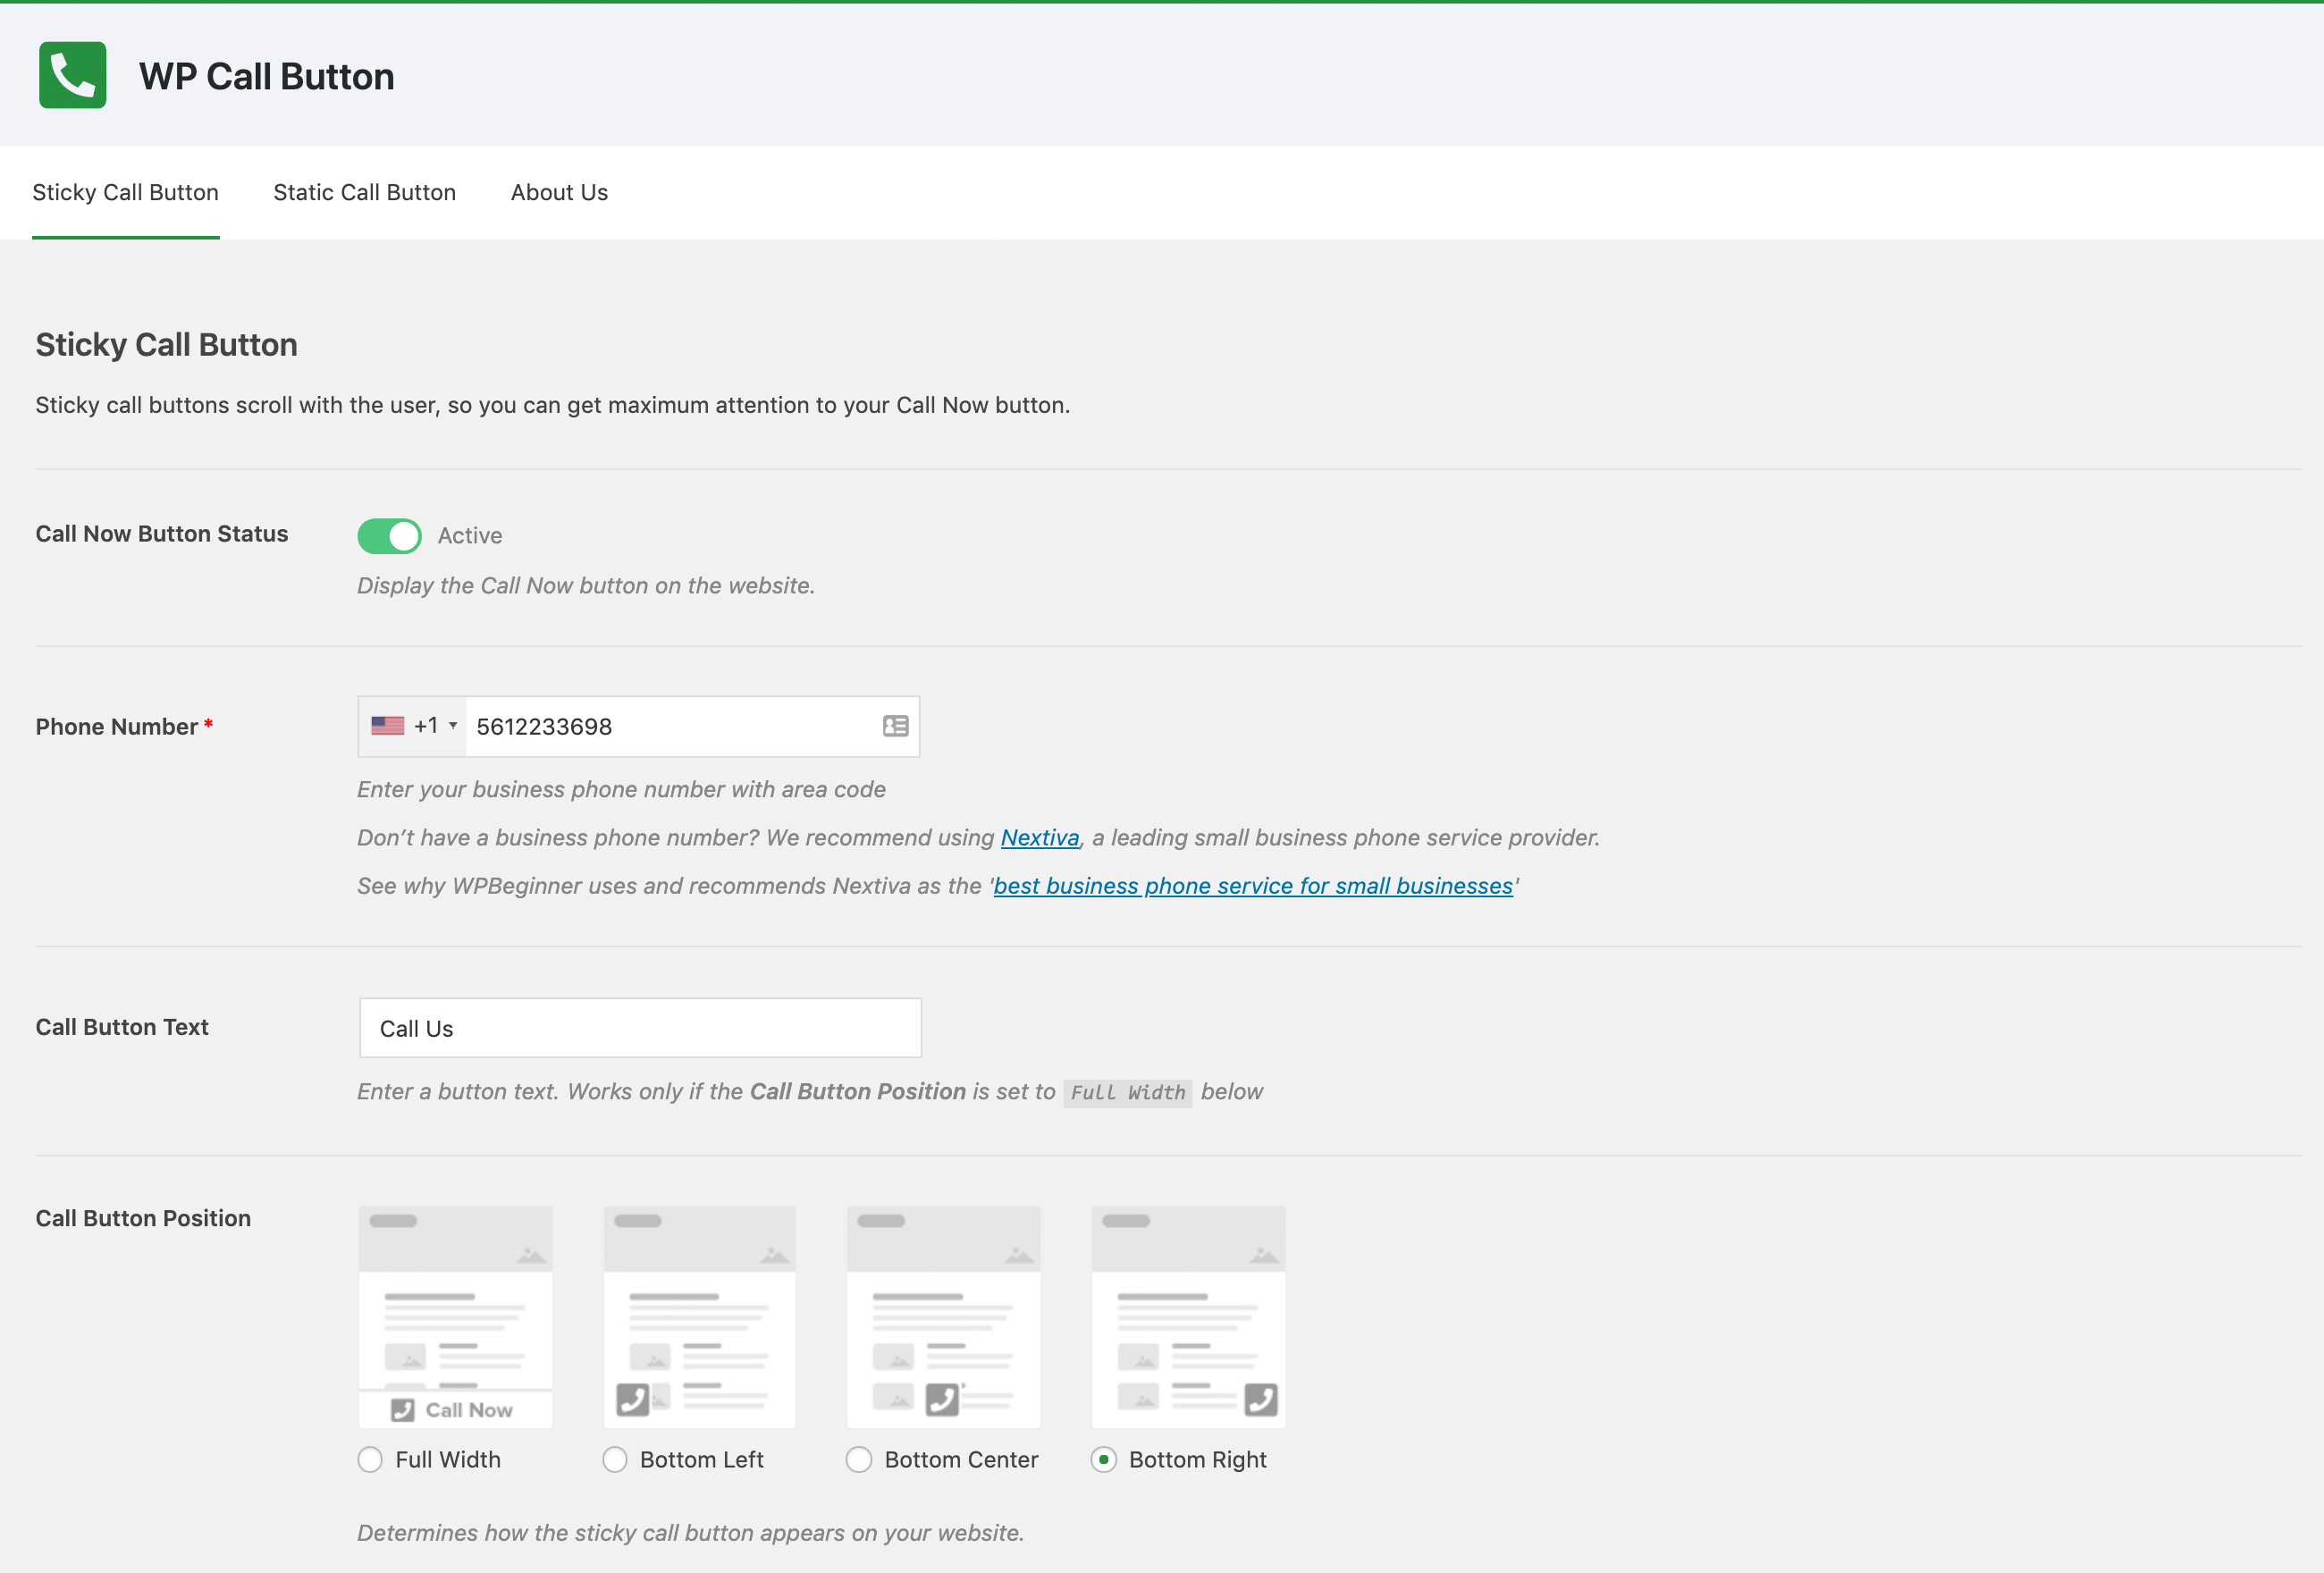 WP Call Button
Sticky Call Button
Static Call Button
About Us
Sticky Call Button
Sticky call buttons scroll with the user, so you can get maximum attention to your Call Now button.
Call Now Button Status
Active
Display the Call Now button on the website.
Phone Number *
+1
5612233698
Enter your business phone number with area code
Don’t have a business phone number? We recommend using Nextiva, a leading small business phone service provider.
See why WPBeginner uses and recommends Nextiva as the 'best business phone service for small businesses'
Call Button Text
Call Us
Enter a button text. Works only if the Call Button Position is set to Full Width below
Call Button Position
Call Now
Full Width
Bottom Left
Bottom Center
Bottom Right
Determines how the sticky call button appears on your website.